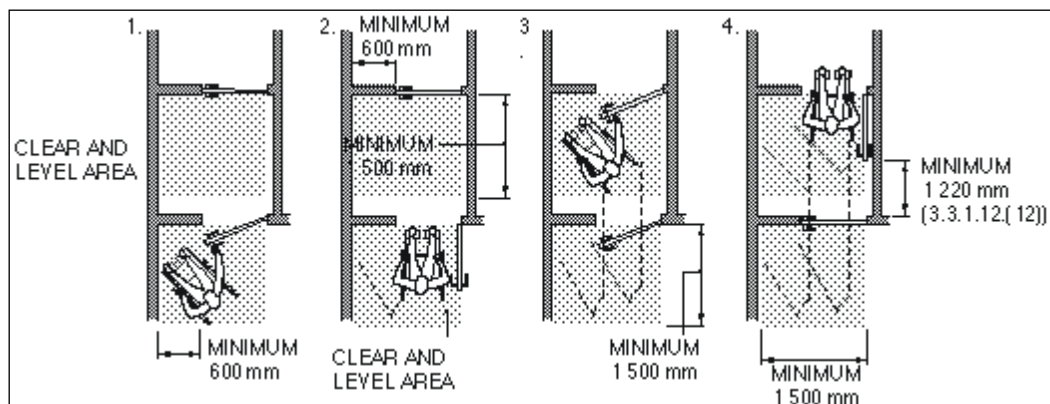 1.
CLEAR AND
LEVEL AREA
MINIMUM
600 mm
2.
MINIMUM
600 mm
MINIMUM
500 mm
CLEAR AND
LEVEL AREA
3
.
MINIMUM
1 500 mm
4.
MINIMUM
1 220 mm
(3.3.1.12.(12))
MINIMUM
1 500 mm